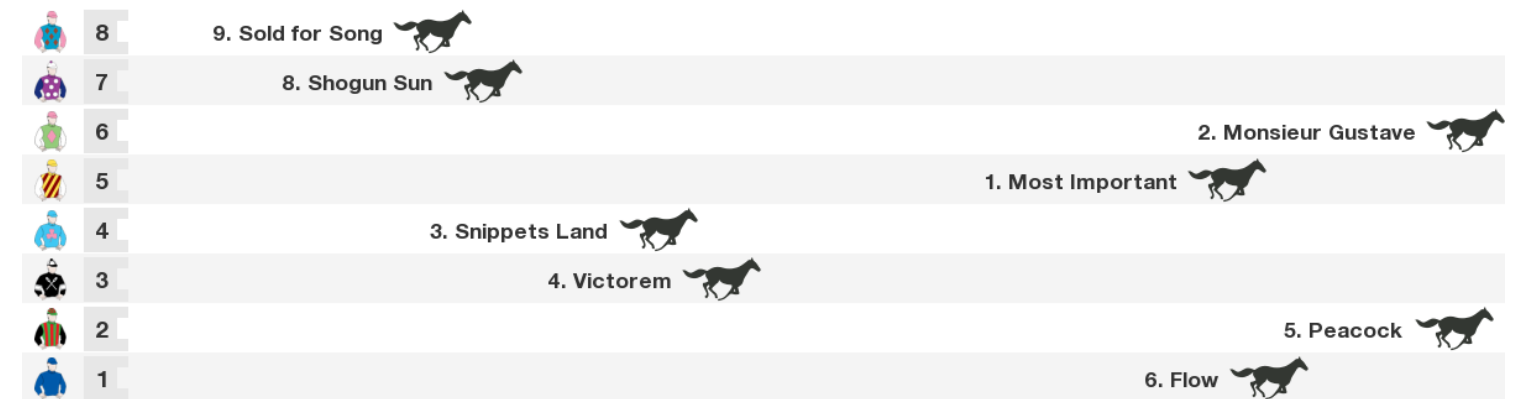 8 9. Sold for Song
7 8. Shogun Sun
6 2. Monsieur Gustave
5 1. Most Important
4 3. Snippets Land
3 4. Victorem
2 5. Peacock
1 6. Flow